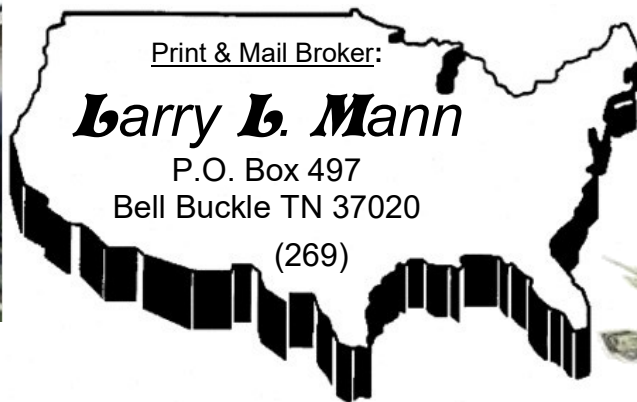 Print & Mail Broker:
Larry L. Mann
P.O. Box 497
Bell Buckle TN 37020
(269)